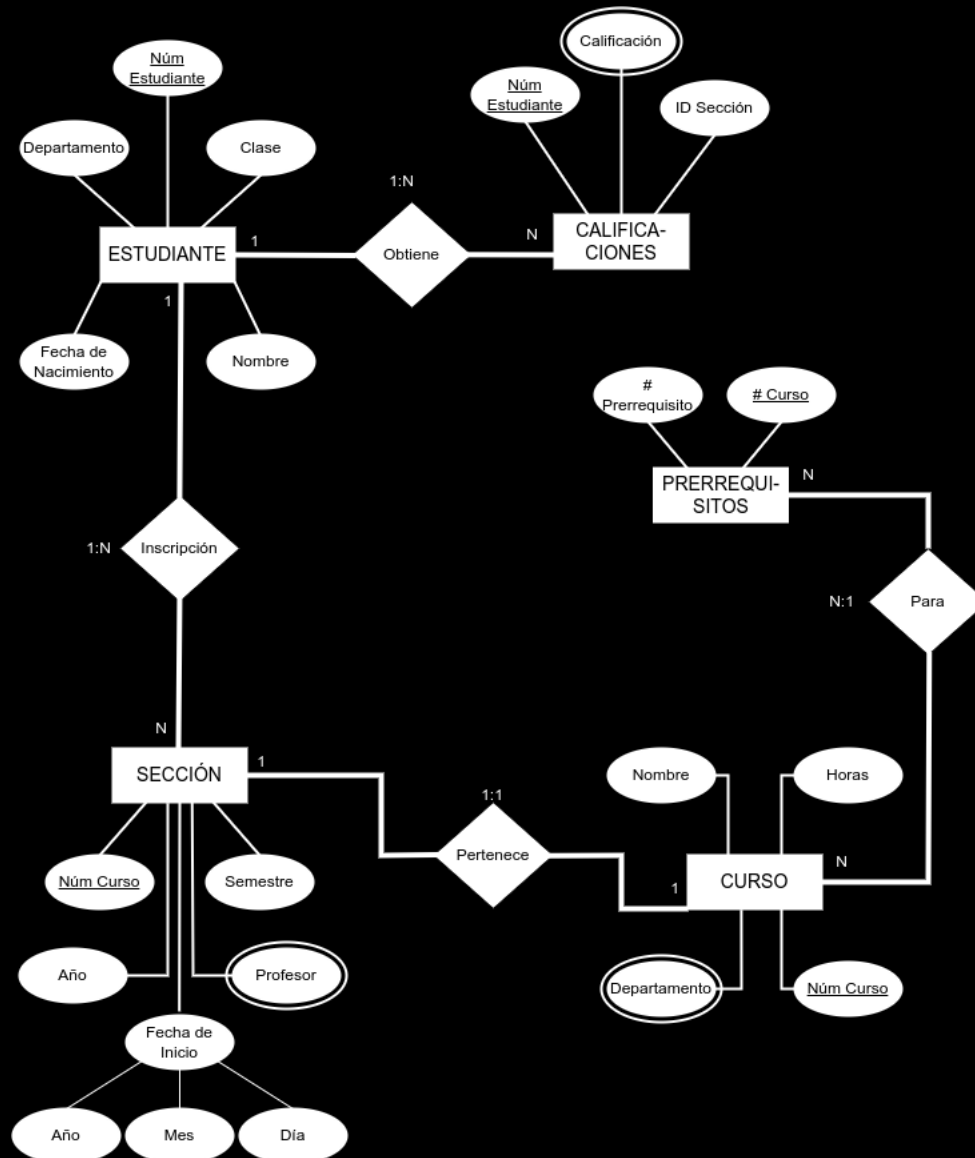 Calificación
Núm
Estudiante
Núm
Estudiante
ID Sección
Departamento
Clase
1:N
CALIFICA-
CIONES
N
1
ESTUDIANTE
Obtiene
1
Fecha de
Nacimiento
Nombre
#
Prerrequisito
# Curso
PRERREQUI-
SITOS
N
1:N
Inscripción
N:1
Para
N
SECCIÓN
1
Nombre
Horas
1:1
Pertenece
CURSO
N
1
Núm Curso
Semestre
Año
Profesor
Departamento
Núm Curso
Fecha de
Inicio
Año
Mes
Día